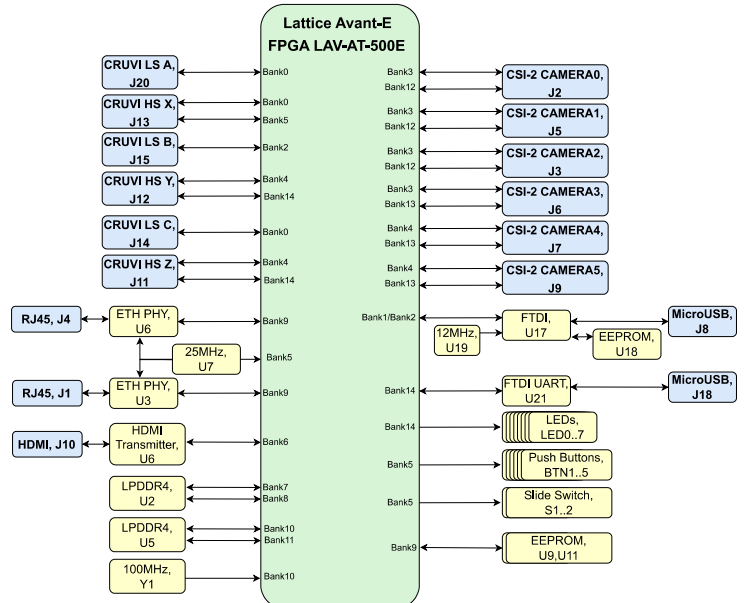 Lattice Avant-E
FPGA LAV-AT-500E
CRUVI LS A,
J20
Bank0
CRUVI HS X,
J13
Bank0
Bank5
CRUVI LS B,
J15
Bank2
CRUVI HS Y,
J12
Bank4
Bank14
CRUVI LS C,
J14
Bank0
CRUVI HS Z,
J11
Bank4
Bank14
RJ45, J4
ETH PHY,
U6
Bank9
25MHz,
U7
Bank5
RJ45, J1
ETH PHY,
U3
Bank9
HDMI, J10
HDMI
Transmitter,
U6
Bank6
LPDDR4,
U2
Bank7
Bank8
LPDDR4,
U5
Bank10
Bank11
100MHz,
Y1
Bank10
Bank3
Bank12
CSI-2 CAMERA0,
J2
Bank3
Bank12
CSI-2 CAMERA1,
J5
Bank3
Bank12
CSI-2 CAMERA2,
J3
Bank3
Bank13
CSI-2 CAMERA3,
J6
Bank4
Bank13
CSI-2 CAMERA4,
J7
Bank4
Bank13
CSI-2 CAMERA5,
J9
Bank1/Bank2
12MHz,
U19
FTDI,
U17
EEPROM,
U18
MicroUSB,
J8
Bank14
FTDI UART,
U21
MicroUSB,
J18
Bank14
LEDs,
LED0..7
Bank5
Push Buttons,
BTN1..5
Bank5
Slide Switch,
S1..2
Bank9
EEPROM,
U9,U11